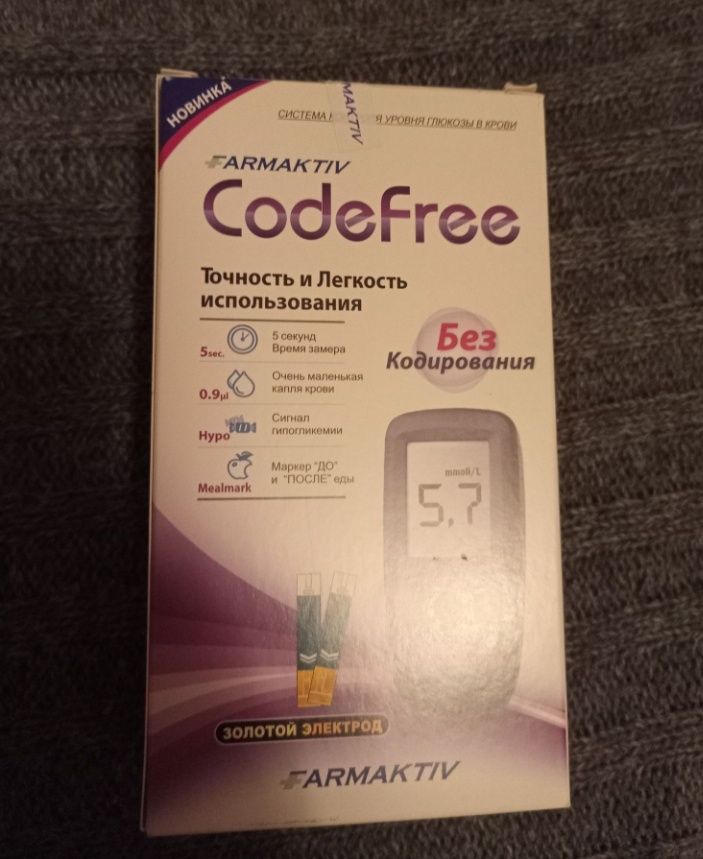 НОВИНКА
MAKTIV
СИСТЕМА УРОВНЯ ГЛЮКОЗЫ В КРОВИ
FARMAKTIV
CodeFree
Точность и Легкость
использования
5sec.
5 секунд
Время замера
0.9µl
Очень маленькая
капля крови
Hypo
Сигнал
гипогликемии
Mealmark
Маркер "ДО"
и "ПОСЛЕ" еды
Без
Кодирования
mmol/L
5,7
ЗОЛОТОЙ ЭЛЕКТРОД
FARMAKTIV